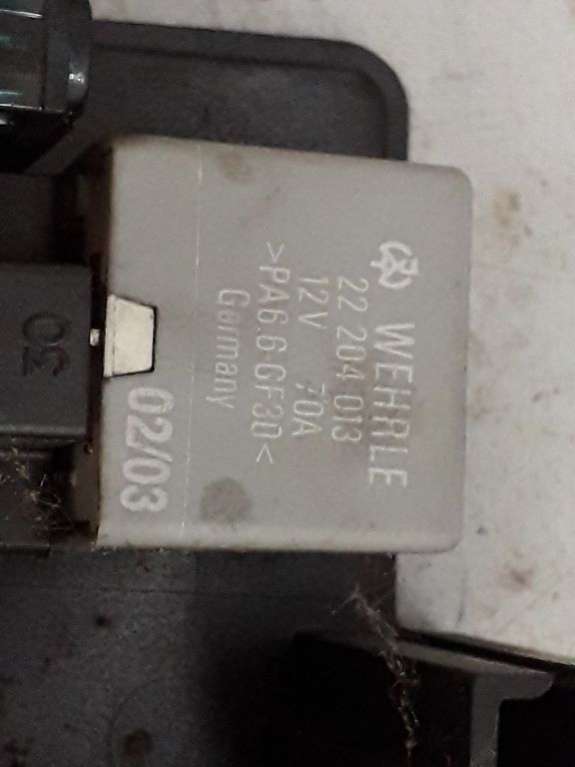 WEHRLE
22 204 013
12V 70A
>PA6.6 GF30<
Germany
02/03
30